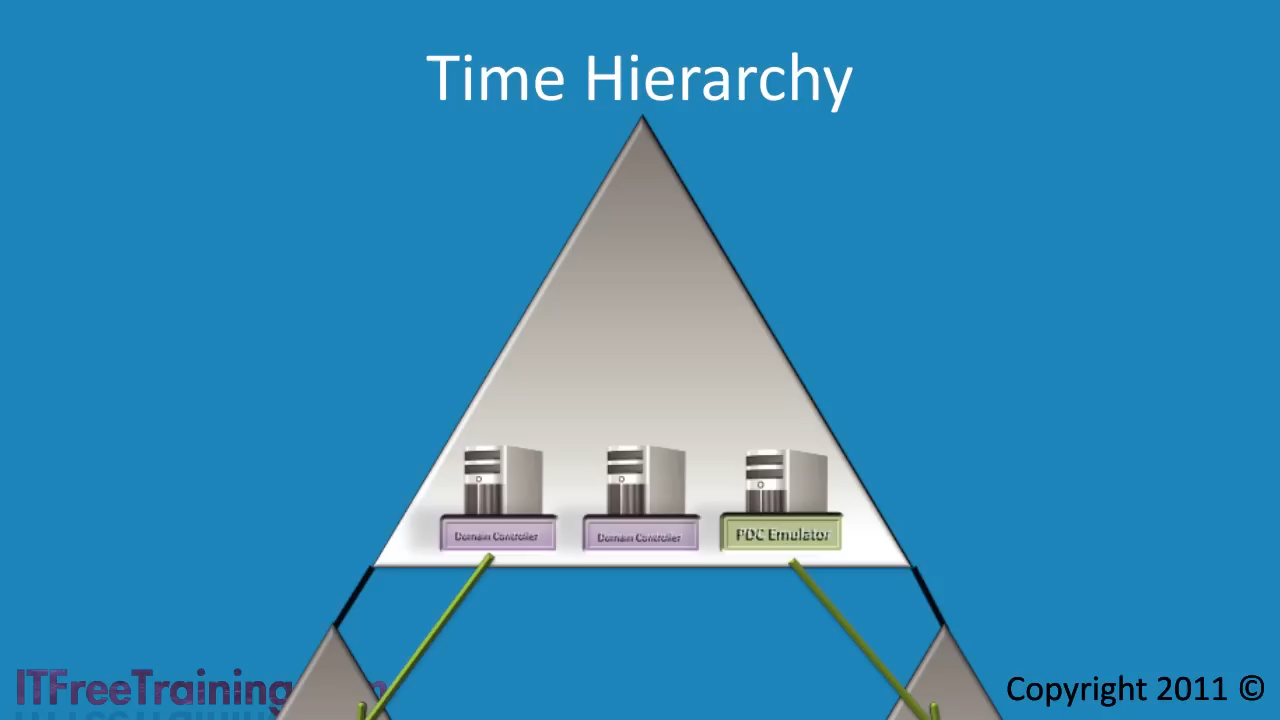 Time Hierarchy
Domain Controller
Domain Controller
PDC Emulator
ITFreeTraining
Copyright 2011 ©